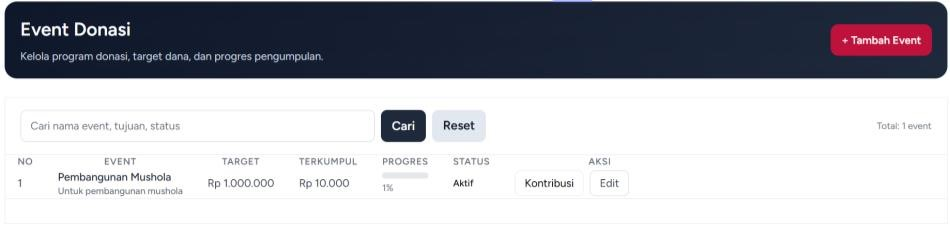 Event Donasi
Kelola program donasi, target dana, dan progres pengumpulan.
+ Tambah Event
Cari nama event, tujuan, status
Cari
Reset
Total: 1 event
NO EVENT TARGET TERKUMPUL PROGRES STATUS AKSI
1 Pembangunan Mushola Rp 1.000.000 Rp 10.000 Aktif Kontribusi Edit
Untuk pembangunan mushola 1%